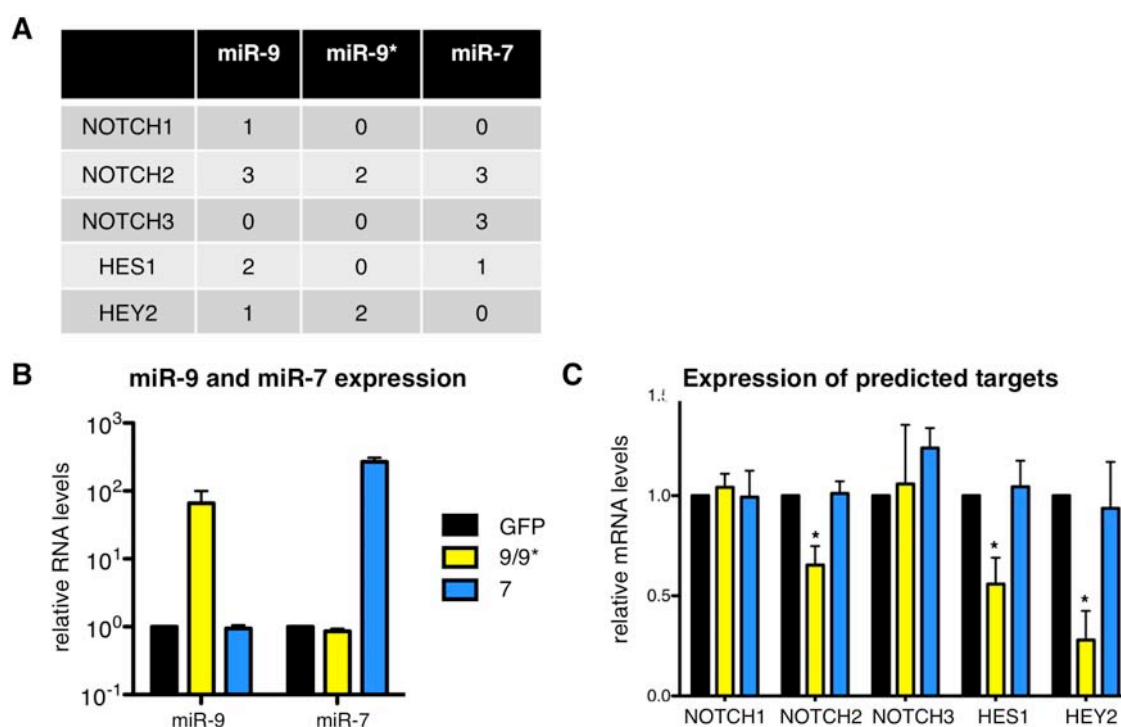 A
miR-9 miR-9* miR-7
NOTCH1 1 0 0
NOTCH2 3 2 3
NOTCH3 0 0 3
HES1 2 0 1
HEY2 1 2 0
B miR-9 and miR-7 expression
relative RNA levels
10³
10²
10¹
10⁰
10⁻¹
miR-9 miR-7
GFP
9/9*
7
C Expression of predicted targets
relative mRNA levels
1.5
1.0
0.5
0.0
* * *
NOTCH1 NOTCH2 NOTCH3 HES1 HEY2